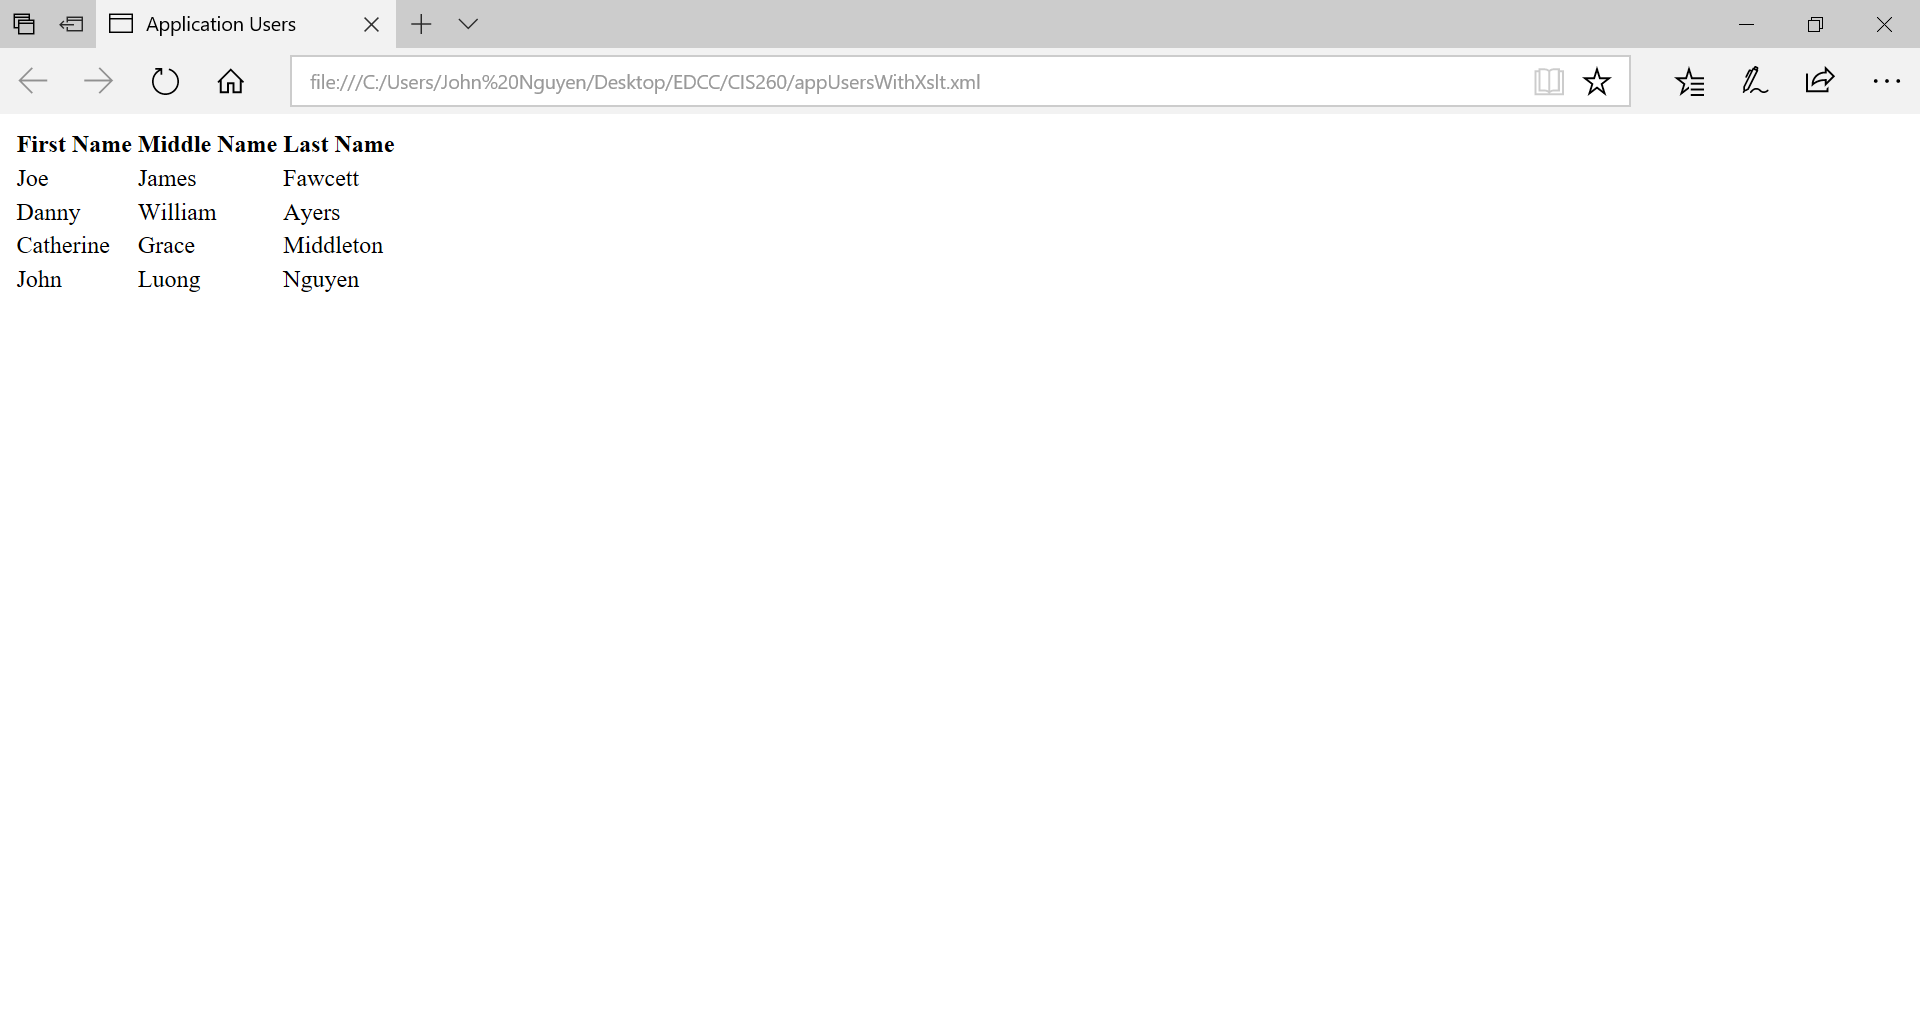 Application Users
file:///C:/Users/John%20Nguyen/Desktop/EDCC/CIS260/appUsersWithXslt.xml
First Name Middle Name Last Name
Joe James Fawcett
Danny William Ayers
Catherine Grace Middleton
John Luong Nguyen